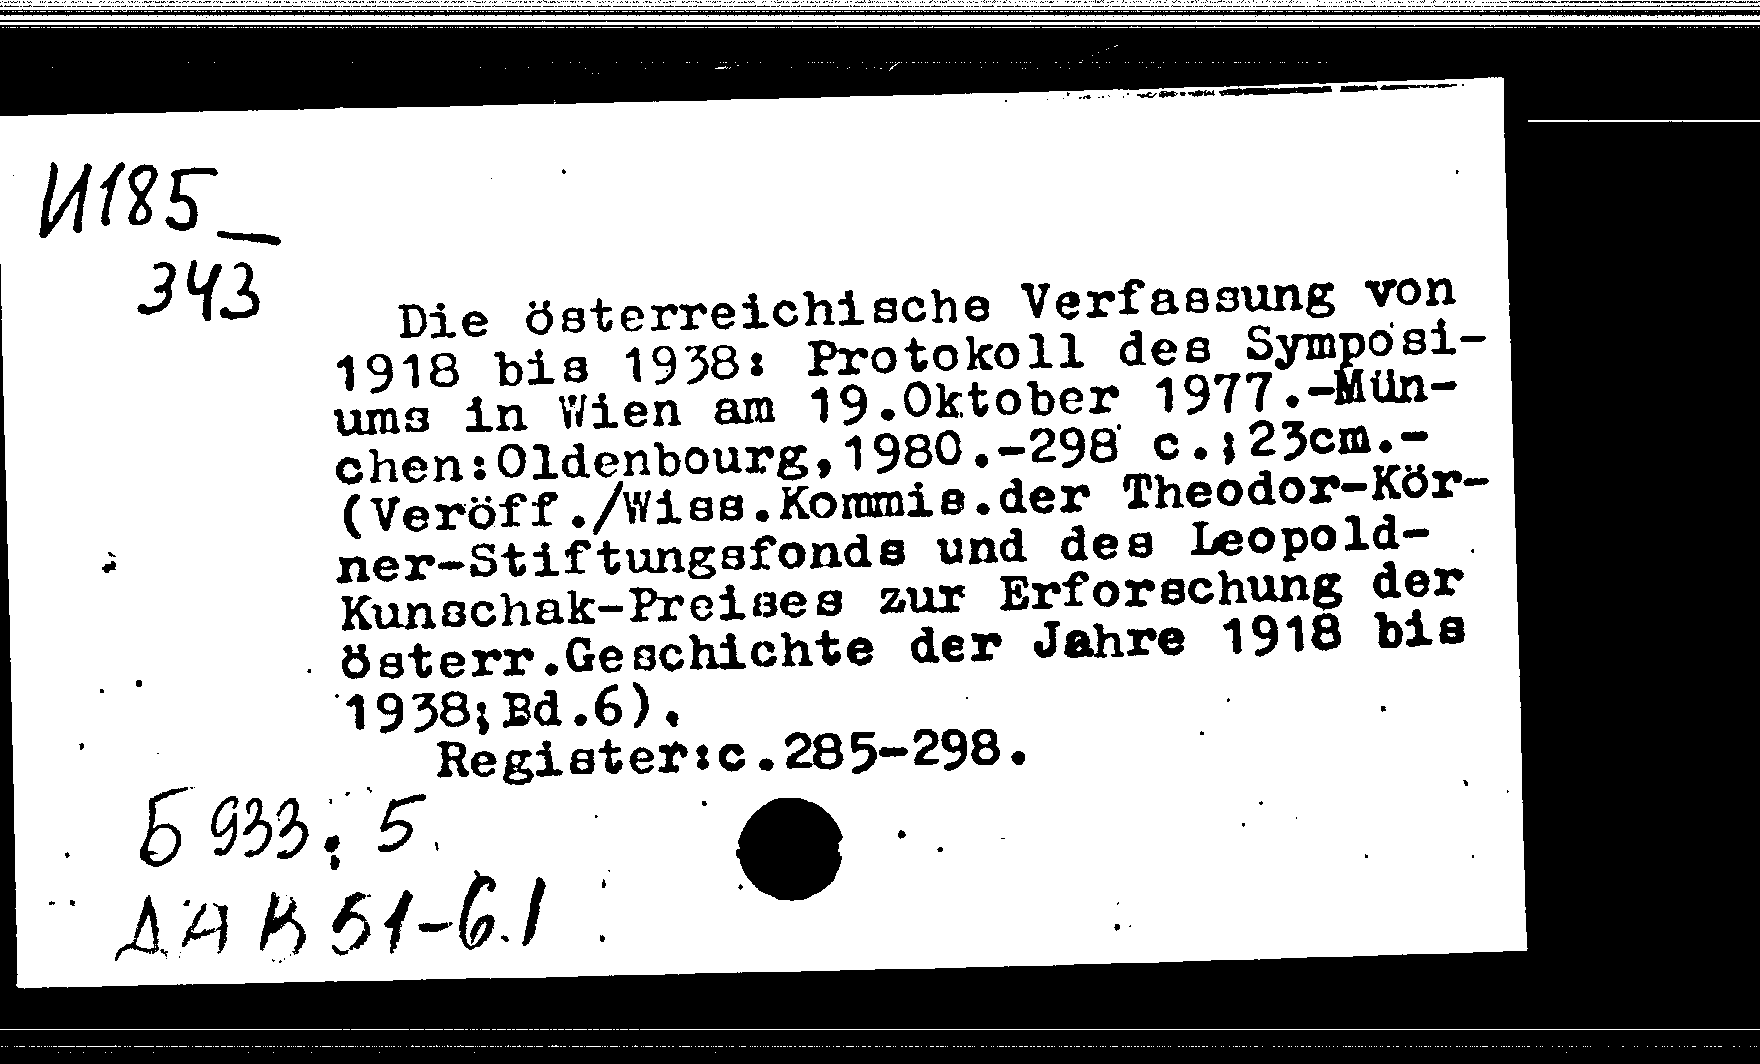 И185_
343
Die österreichische Verfassung von
1918 bis 1938: Protokoll des Symposi-
ums in Wien am 19.Oktober 1977.-Mün-
chen:Oldenbourg,1980.-298 c.;23cm.-
(Veröff./Wiss.Kommis.der Theodor-Kör-
ner-Stiftungsfonds und des Leopold-
Kunschak-Preises zur Erforschung der
österr.Geschichte der Jahre 1918 bis
1938;Bd.6).
Register:c.285-298.
Б 933; 5
Д А В 51-6.1